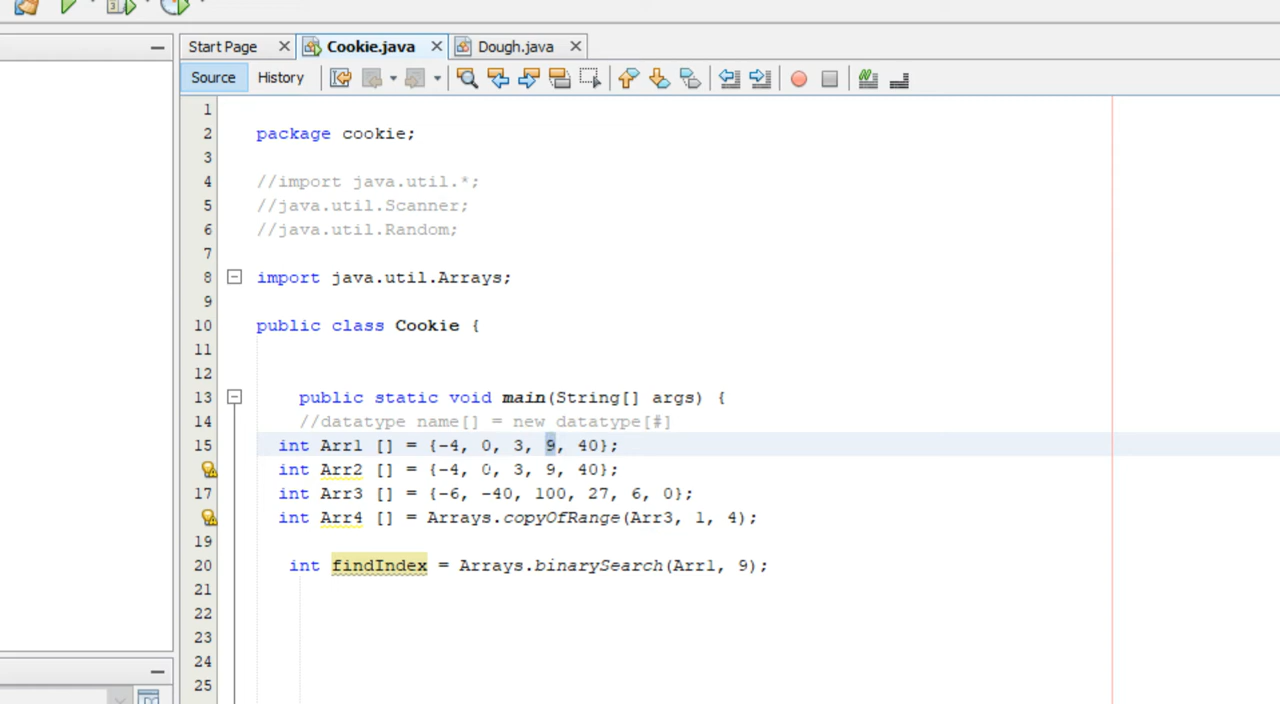 Start Page Cookie.java Dough.java
Source History
1
2 package cookie;
3
4 //import java.util.*;
5 //java.util.Scanner;
6 //java.util.Random;
7
8 import java.util.Arrays;
9
10 public class Cookie {
11
12
13 public static void main(String[] args) {
14 //datatype name[] = new datatype[#]
15 int Arr1 [] = {-4, 0, 3, 9, 40};
int Arr2 [] = {-4, 0, 3, 9, 40};
17 int Arr3 [] = {-6, -40, 100, 27, 6, 0};
int Arr4 [] = Arrays.copyOfRange(Arr3, 1, 4);
19
20 int findIndex = Arrays.binarySearch(Arr1, 9);
21
22
23
24
25